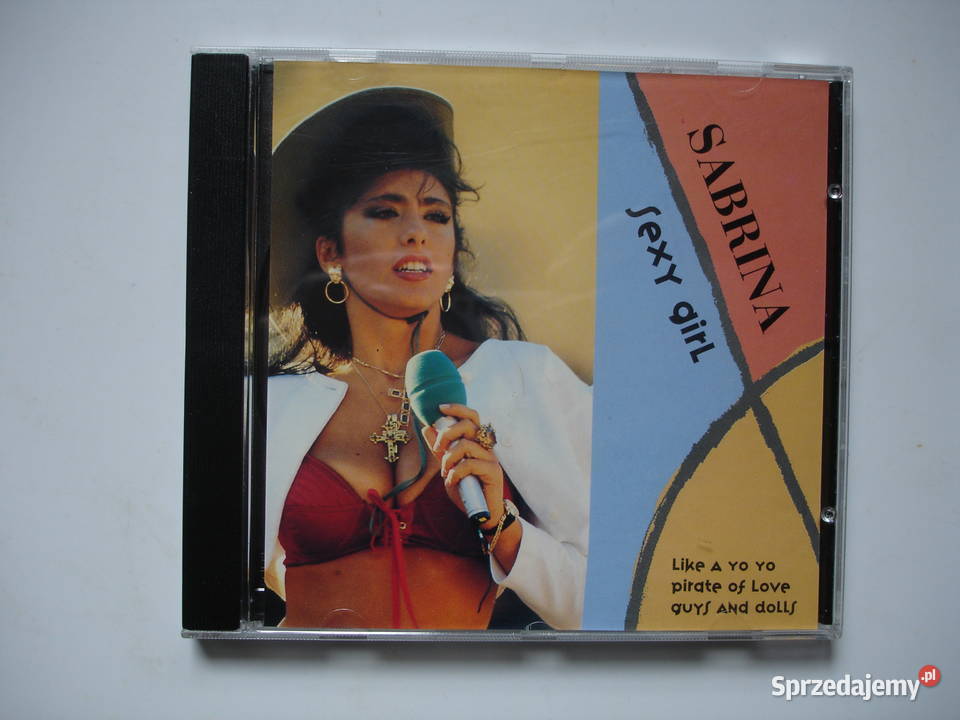 SABRINA
sexy girl
Like A yo yo
pirate of Love
guys And dolls
Sprzedajemy.pl